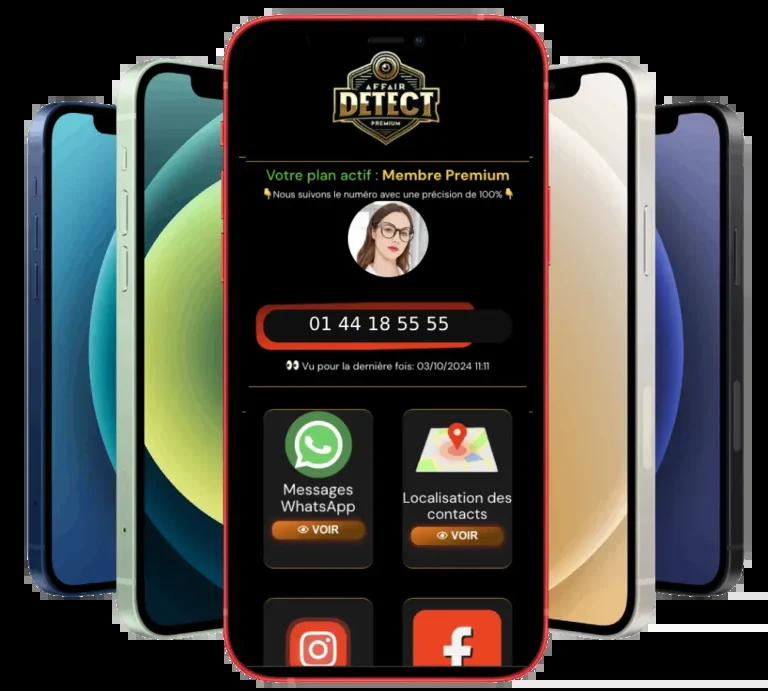 AFFAIR
DETECT
PREMIUM
Votre plan actif : Membre Premium
👇Nous suivons le numéro avec une précision de 100% 👇
01 44 18 55 55
👀 Vu pour la dernière fois: 03/10/2024 11:11
Messages
WhatsApp
VOIR
Localisation des
contacts
VOIR